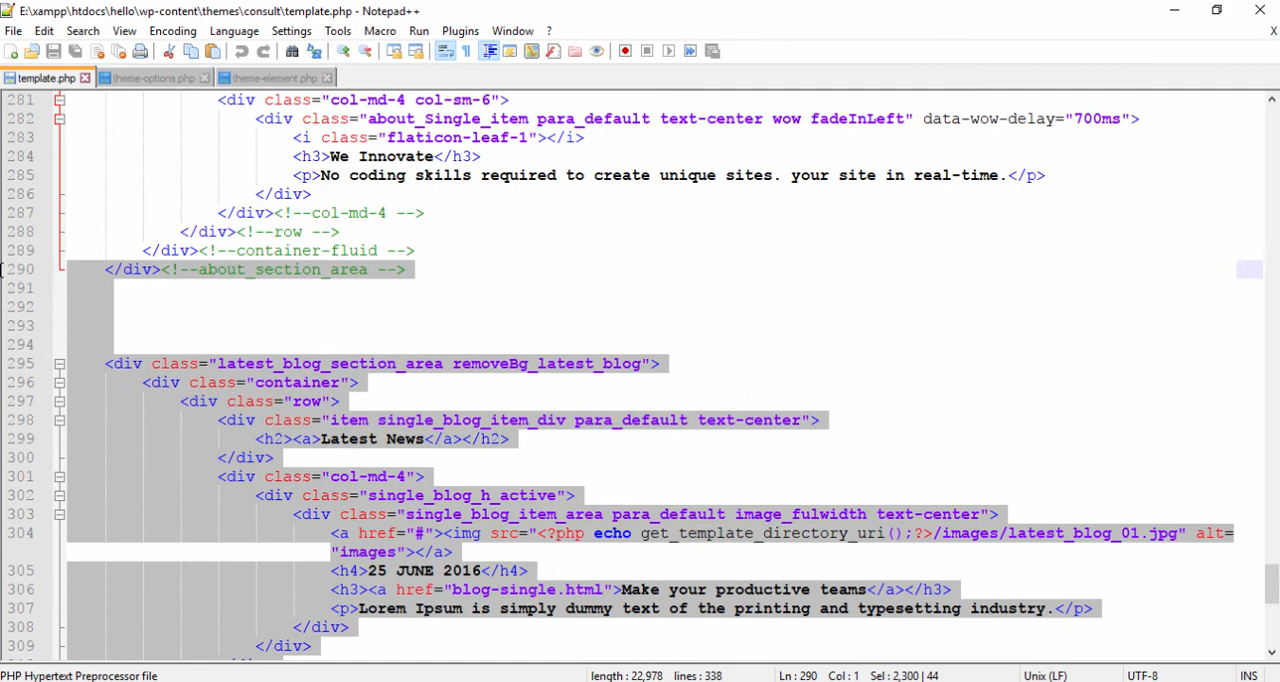 E:\xampp\htdocs\hello\wp-content\themes\consult\template.php - Notepad++
File Edit Search View Encoding Language Settings Tools Macro Run Plugins Window ? X
template.php theme-options.php theme-element.php
281 <div class="col-md-4 col-sm-6">
282 <div class="about_Single_item para_default text-center wow fadeInLeft" data-wow-delay="700ms">
283 <i class="flaticon-leaf-1"></i>
284 <h3>We Innovate</h3>
285 <p>No coding skills required to create unique sites. your site in real-time.</p>
286 </div>
287 </div><!--col-md-4 -->
288 </div><!--row -->
289 </div><!--container-fluid -->
290 </div><!--about_section_area -->
291
292
293
294
295 <div class="latest_blog_section_area removeBg_latest_blog">
296 <div class="container">
297 <div class="row">
298 <div class="item single_blog_item_div para_default text-center">
299 <h2><a>Latest News</a></h2>
300 </div>
301 <div class="col-md-4">
302 <div class="single_blog_h_active">
303 <div class="single_blog_item_area para_default image_fulwidth text-center">
304 <a href="#"><img src="<?php echo get_template_directory_uri();?>/images/latest_blog_01.jpg" alt=
"images"></a>
305 <h4>25 JUNE 2016</h4>
306 <h3><a href="blog-single.html">Make your productive teams</a></h3>
307 <p>Lorem Ipsum is simply dummy text of the printing and typesetting industry.</p>
308 </div>
309 </div>
PHP Hypertext Preprocessor file length : 22,978 lines : 338 Ln : 290 Col : 1 Sel : 2,300 | 44 Unix (LF) UTF-8 INS